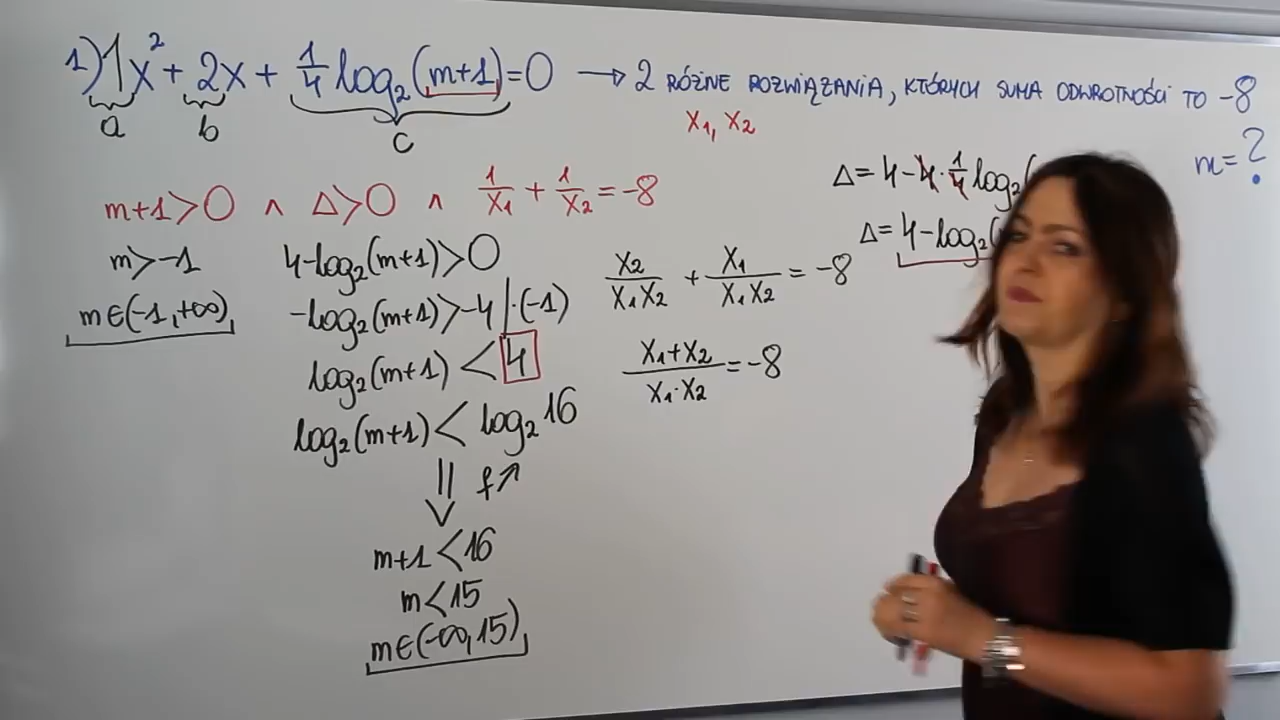 1) 1x² + 2x + 1/4 log₂(m+1) = 0 → 2 RÓŻNE ROZWIĄZANIA, KTÓRYCH SUMA ODWROTNOŚCI TO -8
a b c
x₁, x₂
m = ?
m+1>0 ∧ Δ>0 ∧ 1/x₁ + 1/x₂ = -8
m>-1
m∈(-1,+∞)
4-log₂(m+1)>0
-log₂(m+1)>-4 |·(-1)
log₂(m+1) < 4
log₂(m+1) < log₂16
⇓ f↗
m+1<16
m<15
m∈(-∞,15)
x₂/x₁x₂ + x₁/x₁x₂ = -8
x₁+x₂/x₁·x₂ = -8
Δ = 4-4·1/4 log₂(
Δ = 4-log₂(